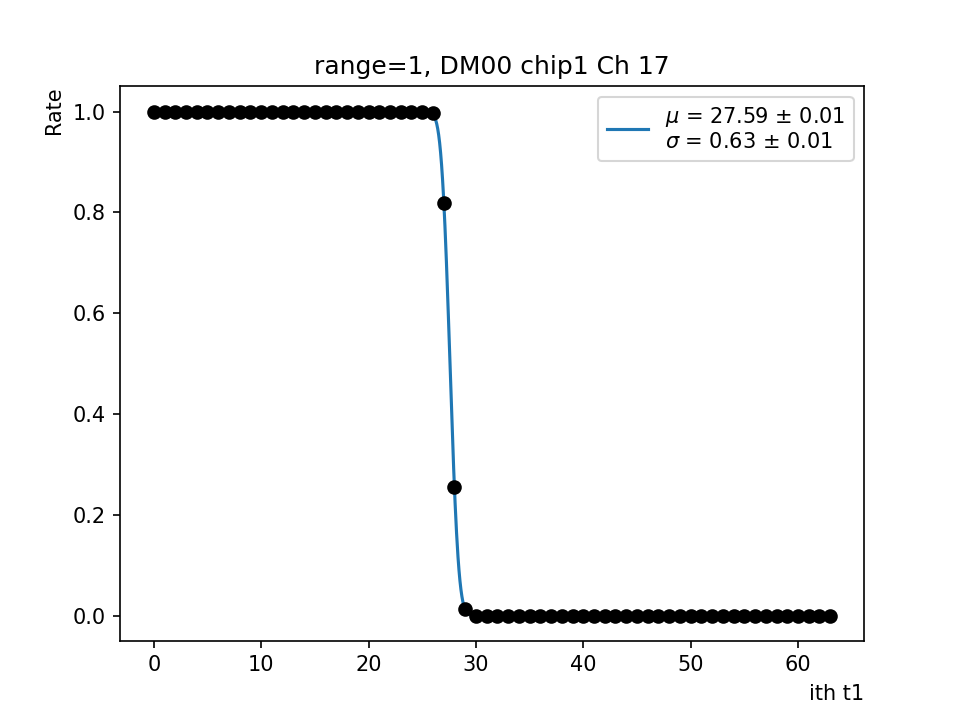 range=1, DM00 chip1 Ch 17
Rate
μ = 27.59 ± 0.01
σ = 0.63 ± 0.01
1.0
0.8
0.6
0.4
0.2
0.0
0 10 20 30 40 50 60
ith t1